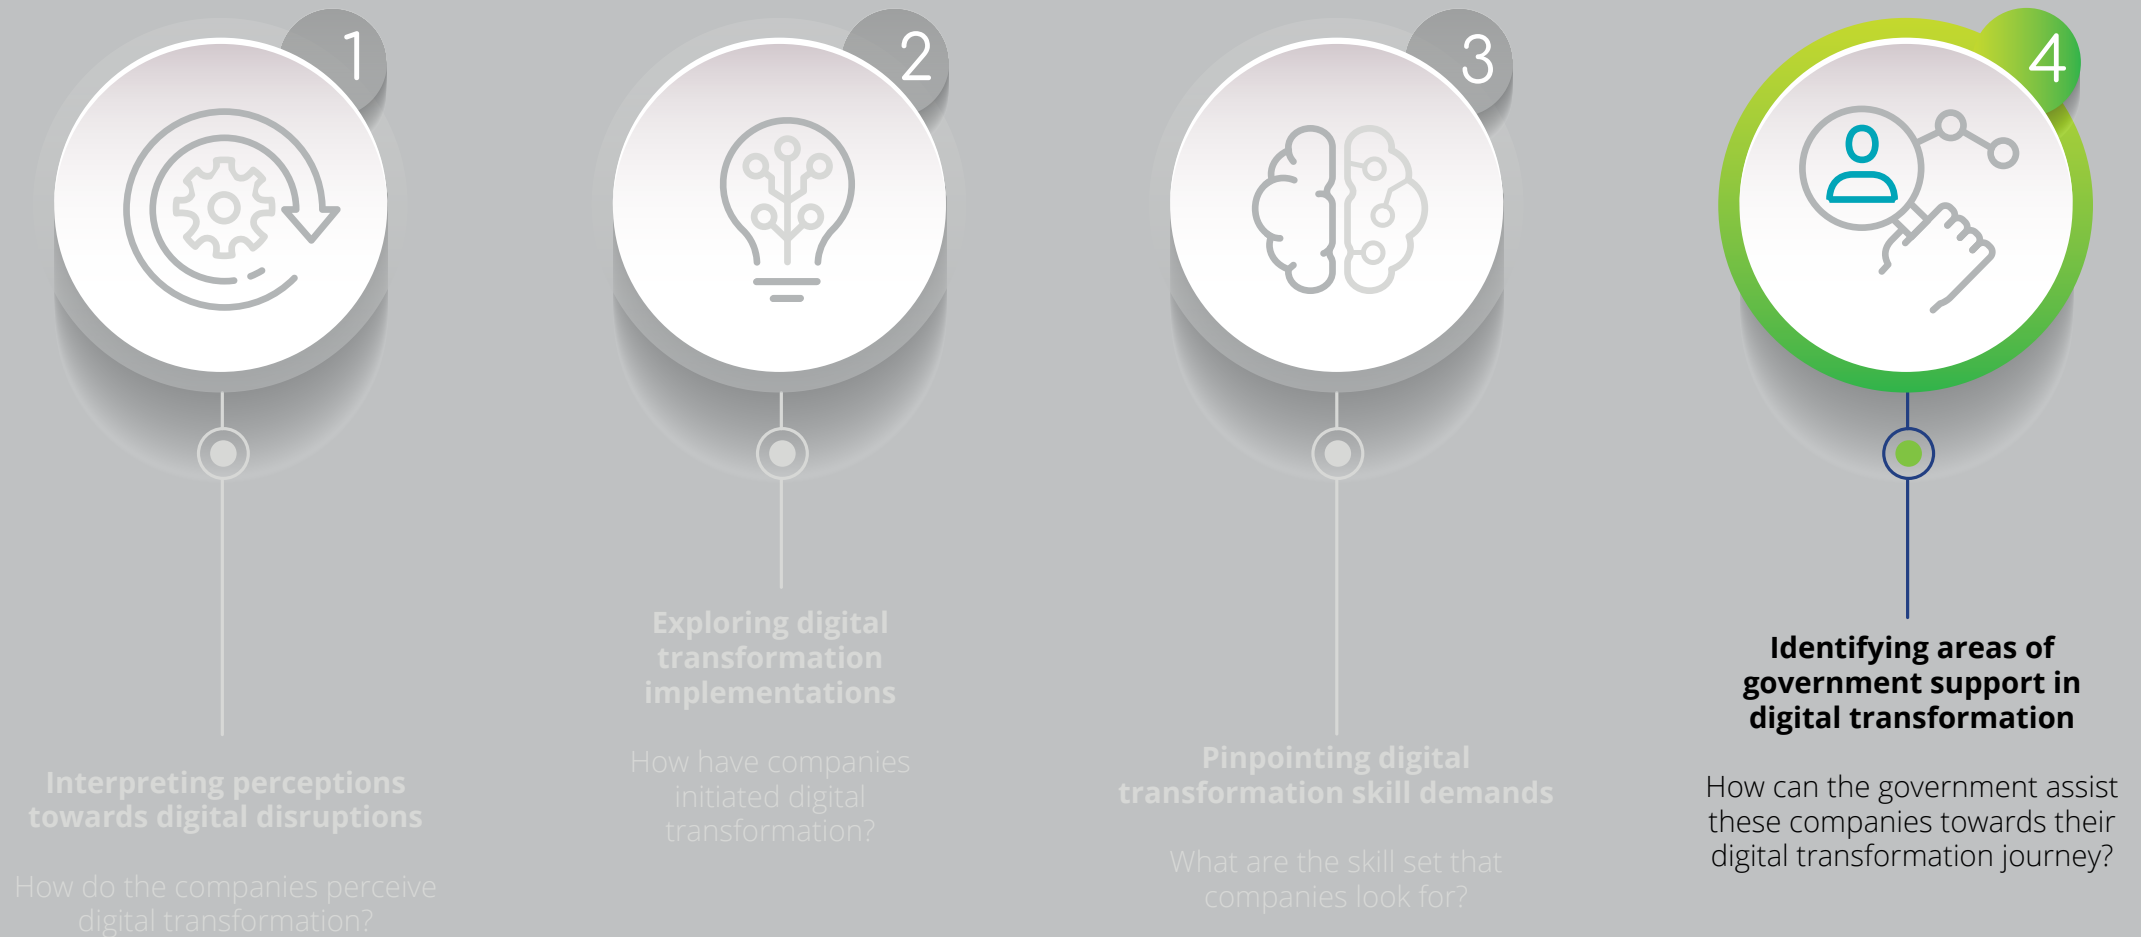 1
Interpreting perceptions
towards digital disruptions
How do the companies perceive
digital transformation?
2
Exploring digital
transformation
implementations
How have companies
initiated digital
transformation?
3
Pinpointing digital
transformation skill demands
What are the skill set that
companies look for?
4
Identifying areas of
government support in
digital transformation
How can the government assist
these companies towards their
digital transformation journey?